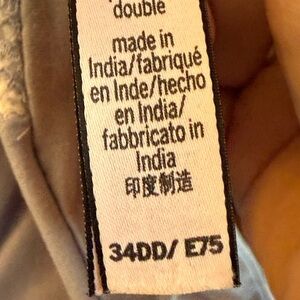 double
made in
India/fabriqué
en Inde/hecho
en India/
fabbricato in
India
印度制造
34DD/ E75